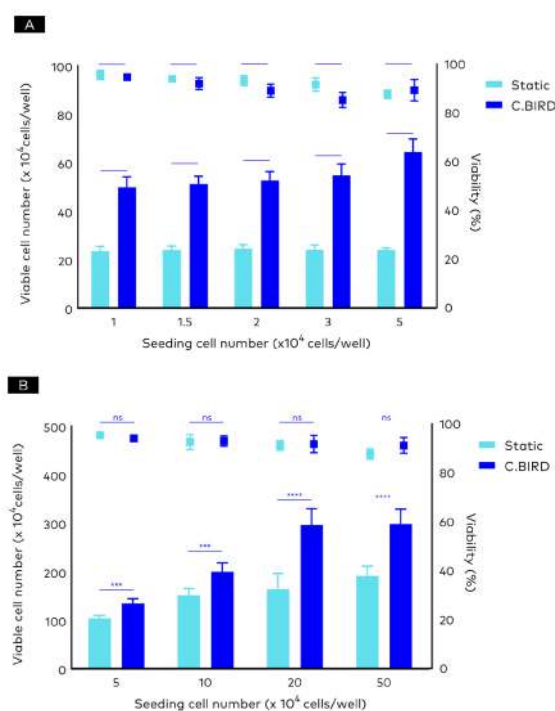 A
Viable cell number (x 10⁴cells/well)
100
80
60
40
20
0
100
80
60
40
20
0
Viability (%)
Static
C.BIRD
1
1.5
2
3
5
Seeding cell number (x10⁴ cells/well)
B
Viable cell number (x 10⁴cells/well)
500
400
300
200
100
0
ns
ns
ns
ns
***
***
****
****
100
80
60
40
20
0
Viability (%)
Static
C.BIRD
5
10
20
50
Seeding cell number (x10⁴ cells/well)